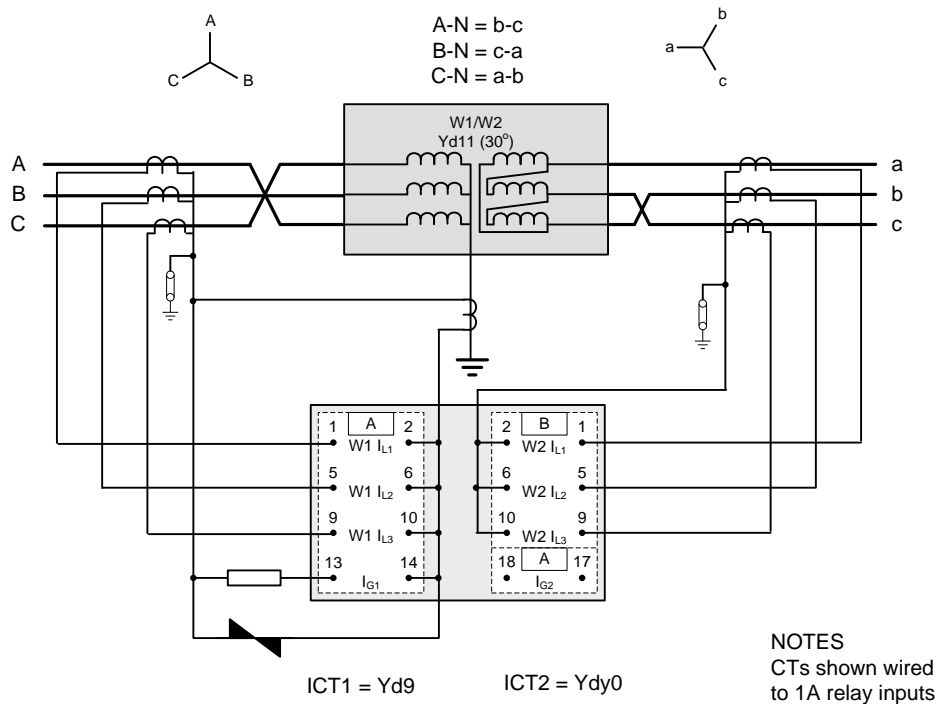 A
C
B
A-N = b-c
B-N = c-a
C-N = a-b
b
a
c
W1/W2
Yd11 (30°)
A
B
C
a
b
c
1 A 2
W1 IL1
5 6
W1 IL2
9 10
W1 IL3
13 14
IG1
2 B 1
W2 IL1
6 5
W2 IL2
10 9
W2 IL3
18 A 17
IG2
ICT1 = Yd9
ICT2 = Ydy0
NOTES
CTs shown wired
to 1A relay inputs